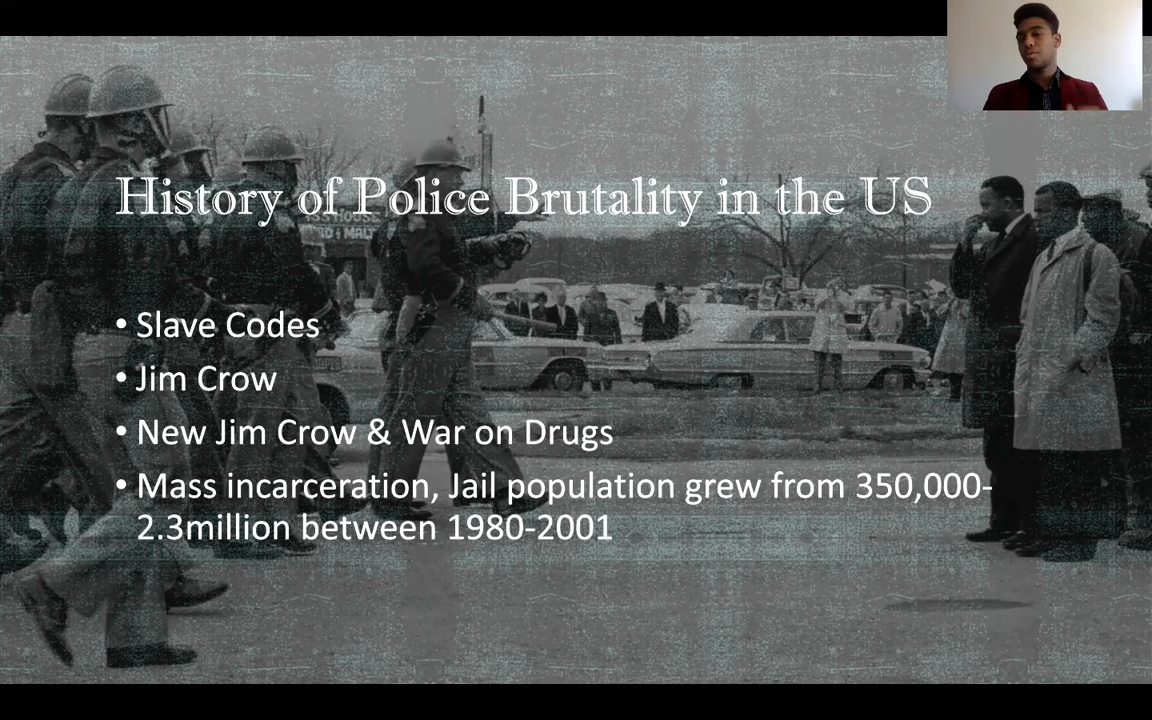 History of Police Brutality in the US
• Slave Codes
• Jim Crow
• New Jim Crow & War on Drugs
• Mass incarceration, Jail population grew from 350,000-
2.3million between 1980-2001